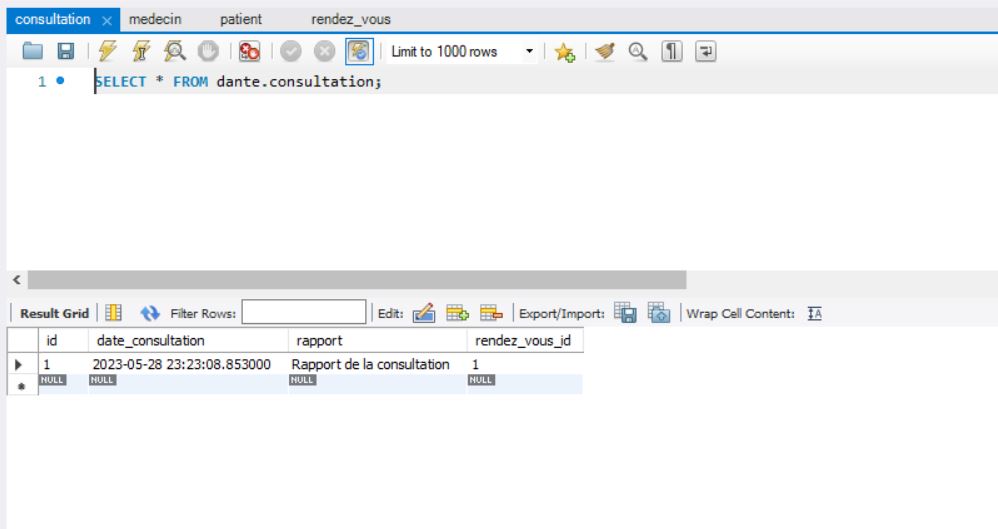 consultation medecin patient rendez_vous
Limit to 1000 rows
1 SELECT * FROM dante.consultation;
Result Grid Filter Rows: Edit: Export/Import: Wrap Cell Content: IA
id date_consultation rapport rendez_vous_id
1 2023-05-28 23:23:08.853000 Rapport de la consultation 1
NULL NULL NULL NULL